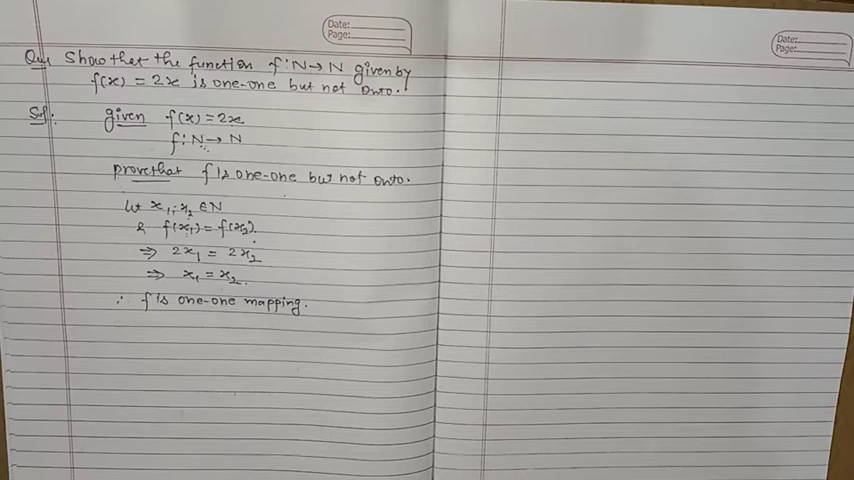 Date:
Page:
Date:
Page:
Que Show that the function f:N→N given by
f(x) = 2x is one-one but not onto.
Sol: given f(x)=2x
f:N→N
prove that f is one-one but not onto.
let x₁, x₂ ∈N
& f(x₁)=f(x₂).
⇒ 2x₁ = 2x₂
⇒ x₁ = x₂.
∴ f is one-one mapping.